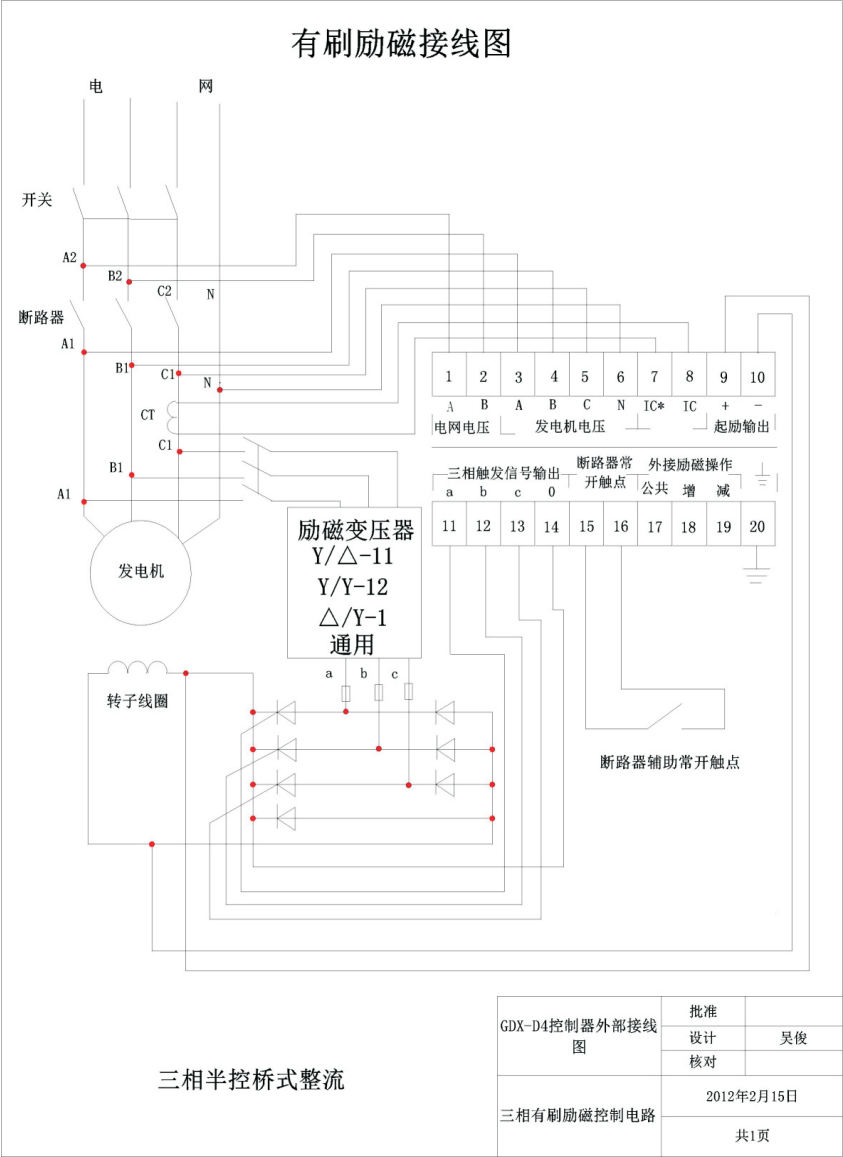 有刷励磁接线图
电 网
开关
A2
B2
C2
N
断路器
A1
B1
C1
N
CT
C1
B1
A1
发电机
1 2 3 4 5 6 7 8 9 10
A B A B C N IC* IC + -
电网电压 发电机电压 起励输出
三相触发信号输出 断路器常开触点 外接励磁操作
a b c 0 公共 增 减
11 12 13 14 15 16 17 18 19 20
励磁变压器
Y/△-11
Y/Y-12
△/Y-1
通用
a b c
转子线圈
断路器辅助常开触点
三相半控桥式整流
GDX-D4控制器外部接线图
批准
设计 吴俊
核对
三相有刷励磁控制电路
2012年2月15日
共1页